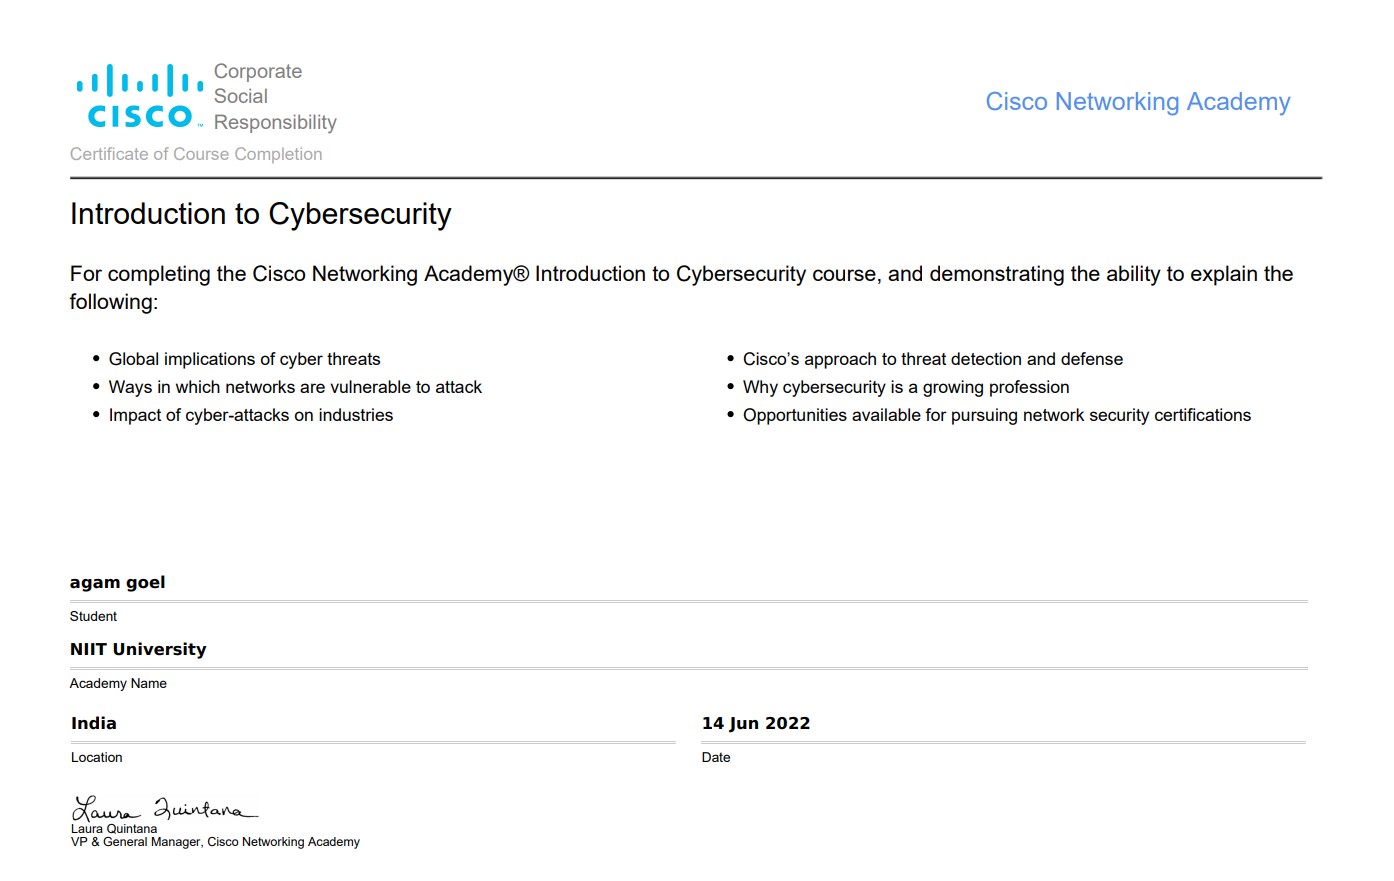 Corporate
Social
Responsibility
CISCO™
Cisco Networking Academy
Certificate of Course Completion
Introduction to Cybersecurity
For completing the Cisco Networking Academy® Introduction to Cybersecurity course, and demonstrating the ability to explain the
following:
• Global implications of cyber threats
• Ways in which networks are vulnerable to attack
• Impact of cyber-attacks on industries
• Cisco's approach to threat detection and defense
• Why cybersecurity is a growing profession
• Opportunities available for pursuing network security certifications
agam goel
Student
NIIT University
Academy Name
India
Location
14 Jun 2022
Date
Laura Quintana
Laura Quintana
VP & General Manager, Cisco Networking Academy